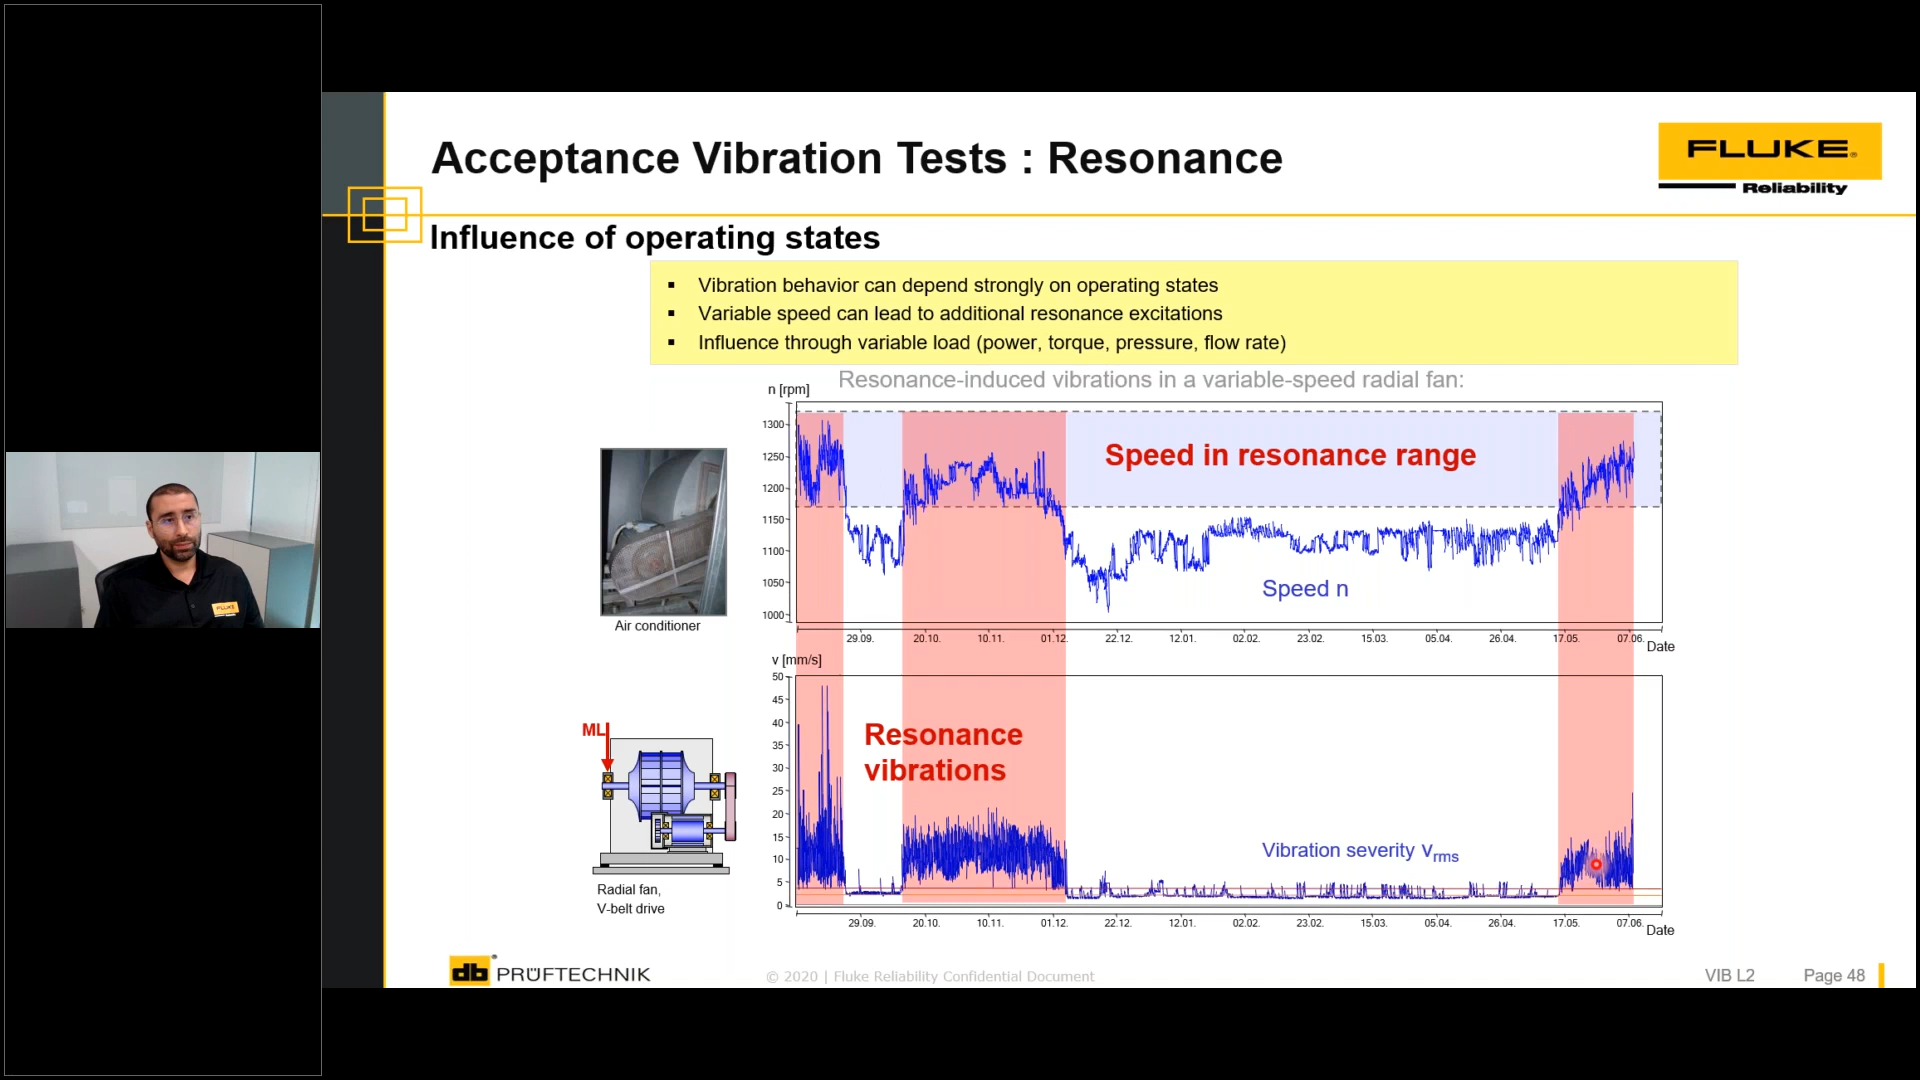 Acceptance Vibration Tests : Resonance
FLUKE®
Reliability
Influence of operating states
▪ Vibration behavior can depend strongly on operating states
▪ Variable speed can lead to additional resonance excitations
▪ Influence through variable load (power, torque, pressure, flow rate)
Resonance-induced vibrations in a variable-speed radial fan:
n [rpm]
1300
1250
1200
1150
1100
1050
1000
Speed in resonance range
Speed n
29.09. 20.10. 10.11. 01.12. 22.12. 12.01. 02.02. 23.02. 15.03. 05.04. 26.04. 17.05. 07.06. Date
Air conditioner
v [mm/s]
50
45
40
35
30
25
20
15
10
5
0
Resonance
vibrations
Vibration severity vrms
29.09. 20.10. 10.11. 01.12. 22.12. 12.01. 02.02. 23.02. 15.03. 05.04. 26.04. 17.05. 07.06. Date
ML
Radial fan,
V-belt drive
FLUKE
db PRÜFTECHNIK
© 2020 | Fluke Reliability Confidential Document
VIB L2 Page 48